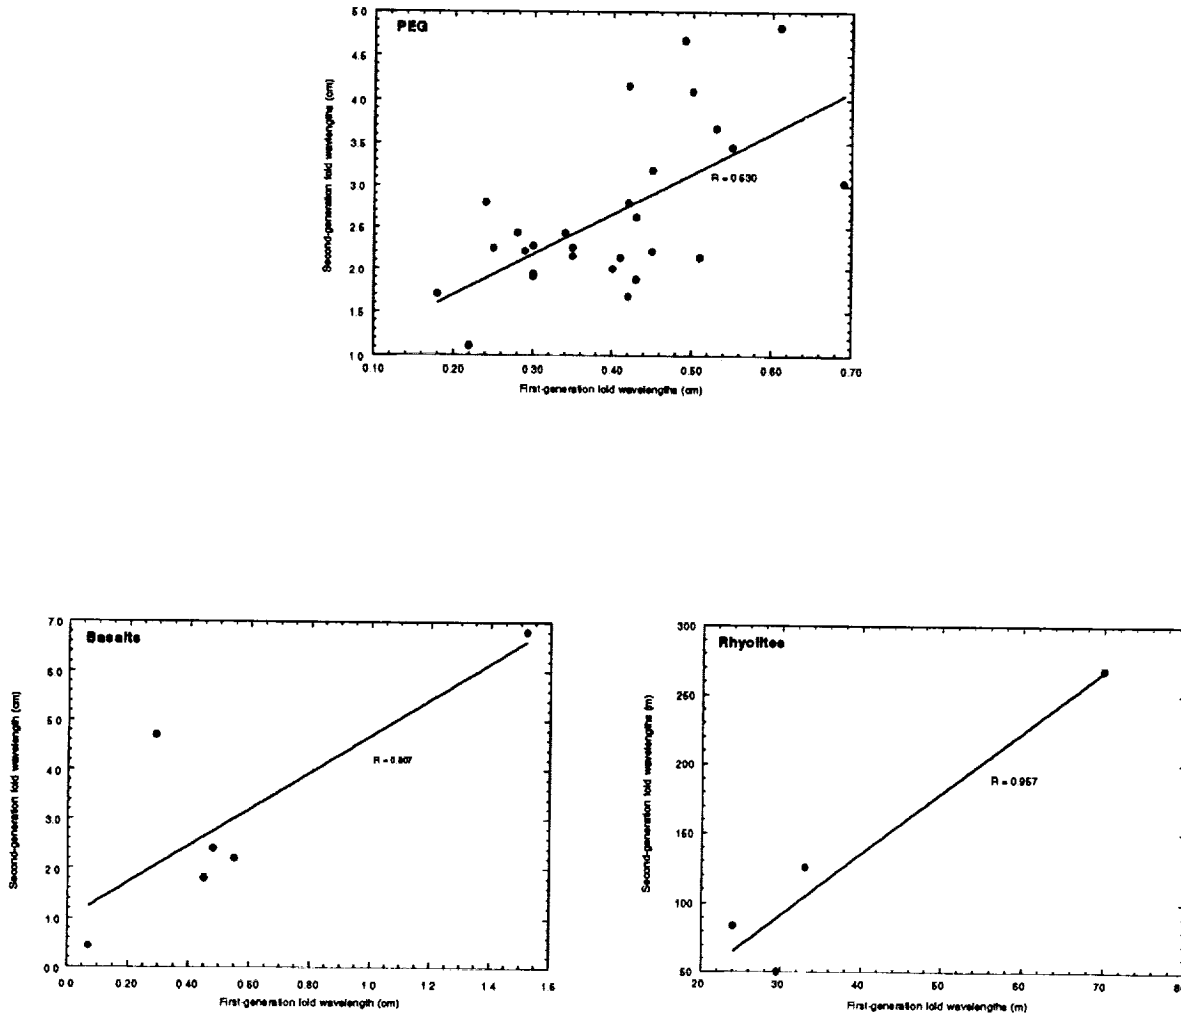 PEG
5.0
4.5
4.0
3.5
3.0
2.5
2.0
1.5
1.0
Second-generation fold wavelengths (cm)
R = 0.630
0.10 0.20 0.30 0.40 0.50 0.60 0.70
First-generation fold wavelengths (cm)
Basalts
7.0
6.0
5.0
4.0
3.0
2.0
1.0
0.0
Second-generation fold wavelength (cm)
R = 0.807
0.0 0.20 0.40 0.60 0.80 1.0 1.2 1.4 1.6
First-generation fold wavelength (cm)
Rhyolites
300
250
200
150
100
50
Second-generation fold wavelengths (m)
R = 0.967
20 30 40 50 60 70 80
First-generation fold wavelengths (m)